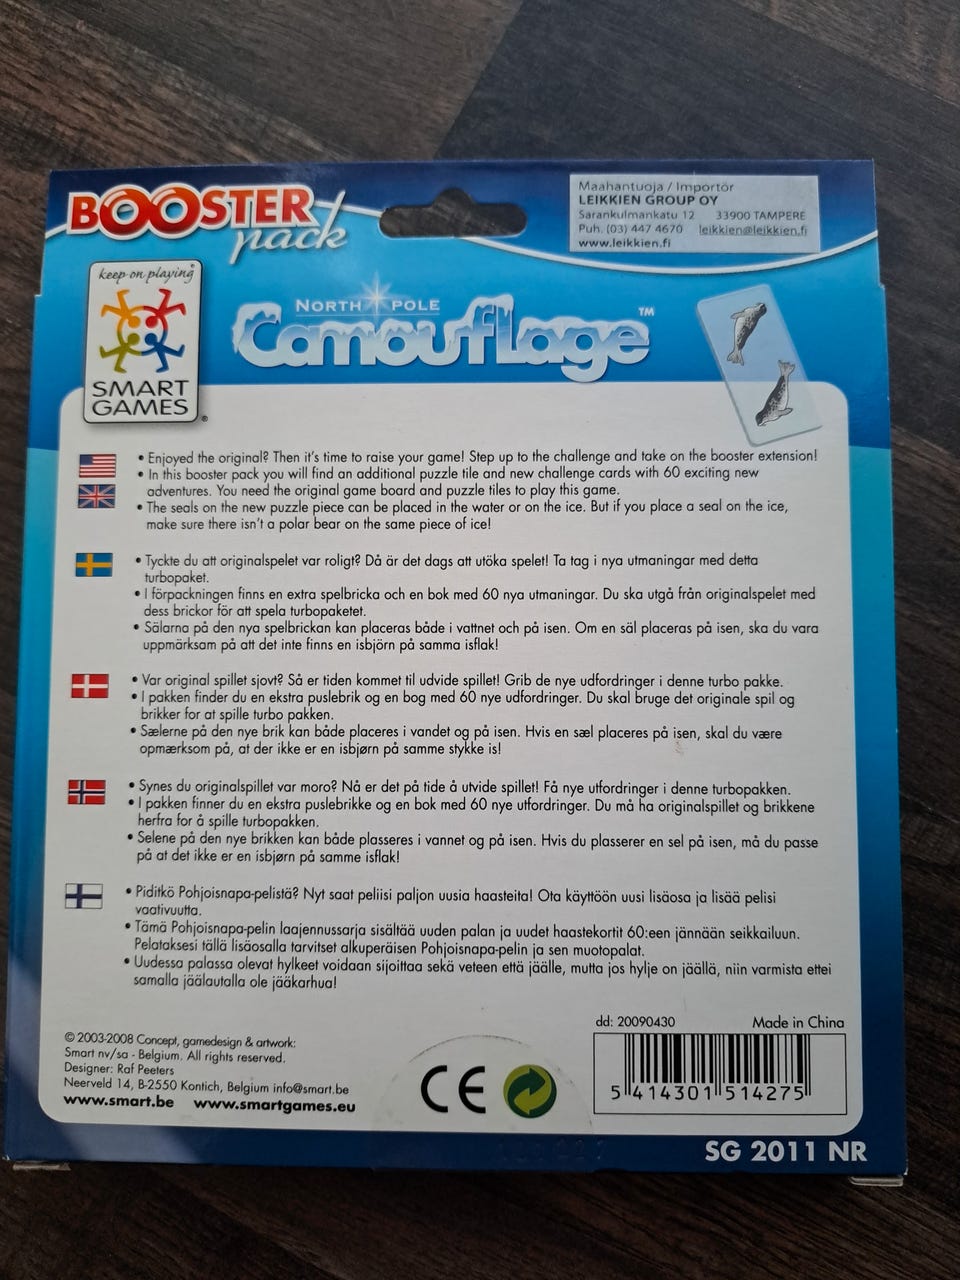 BOOSTER
pack
Maahantuoja / Importör
LEIKKIEN GROUP OY
Sarankulmankatu 12 33900 TAMPERE
Puh. (03) 447 4670 leikkien@leikkien.fi
www.leikkien.fi
keep on playing
SMART
GAMES
®
NORTH POLE
Camouflage™
• Enjoyed the original? Then it's time to raise your game! Step up to the challenge and take on the booster extension!
• In this booster pack you will find an additional puzzle tile and new challenge cards with 60 exciting new
adventures. You need the original game board and puzzle tiles to play this game.
• The seals on the new puzzle piece can be placed in the water or on the ice. But if you place a seal on the ice,
make sure there isn't a polar bear on the same piece of ice!
• Tyckte du att originalspelet var roligt? Då är det dags att utöka spelet! Ta tag i nya utmaningar med detta
turbopaket.
• I förpackningen finns en extra spelbricka och en bok med 60 nya utmaningar. Du ska utgå från originalspelet med
dess brickor för att spela turbopaketet.
• Sälarna på den nya spelbrickan kan placeras både i vattnet och på isen. Om en säl placeras på isen, ska du vara
uppmärksam på att det inte finns en isbjörn på samma isflak!
• Var original spillet sjovt? Så er tiden kommet til udvide spillet! Grib de nye udfordringer i denne turbo pakke.
• I pakken finder du en ekstra puslebrik og en bog med 60 nye udfordringer. Du skal bruge det originale spil og
brikker for at spille turbo pakken.
• Sælerne på den nye brik kan både placeres i vandet og på isen. Hvis en sæl placeres på isen, skal du være
opmærksom på, at der ikke er en isbjørn på samme stykke is!
• Synes du originalspillet var moro? Nå er det på tide å utvide spillet! Få nye utfordringer i denne turbopakken.
• I pakken finner du en ekstra puslebrikke og en bok med 60 nye utfordringer. Du må ha originalspillet og brikkene
herfra for å spille turbopakken.
• Selene på den nye brikken kan både plasseres i vannet og på isen. Hvis du plasserer en sel på isen, må du passe
på at det ikke er en isbjørn på samme isflak!
• Piditkö Pohjoisnapa-pelistä? Nyt saat peliisi paljon uusia haasteita! Ota käyttöön uusi lisäosa ja lisää pelisi
vaativuutta.
• Tämä Pohjoisnapa-pelin laajennussarja sisältää uuden palan ja uudet haastekortit 60:een jännään seikkailuun.
Pelataksesi tällä lisäosalla tarvitset alkuperäisen Pohjoisnapa-pelin ja sen muotopalat.
• Uudessa palassa olevat hylkeet voidaan sijoittaa sekä veteen että jäälle, mutta jos hylje on jäällä, niin varmista ettei
samalla jäälautalla ole jääkarhua!
© 2003-2008 Concept, gamedesign & artwork:
Smart nv/sa - Belgium. All rights reserved.
Designer: Raf Peeters
Neerveld 14, B-2550 Kontich, Belgium info@smart.be
www.smart.be www.smartgames.eu
CE
dd: 20090430 Made in China
5 414301 514275
SG 2011 NR